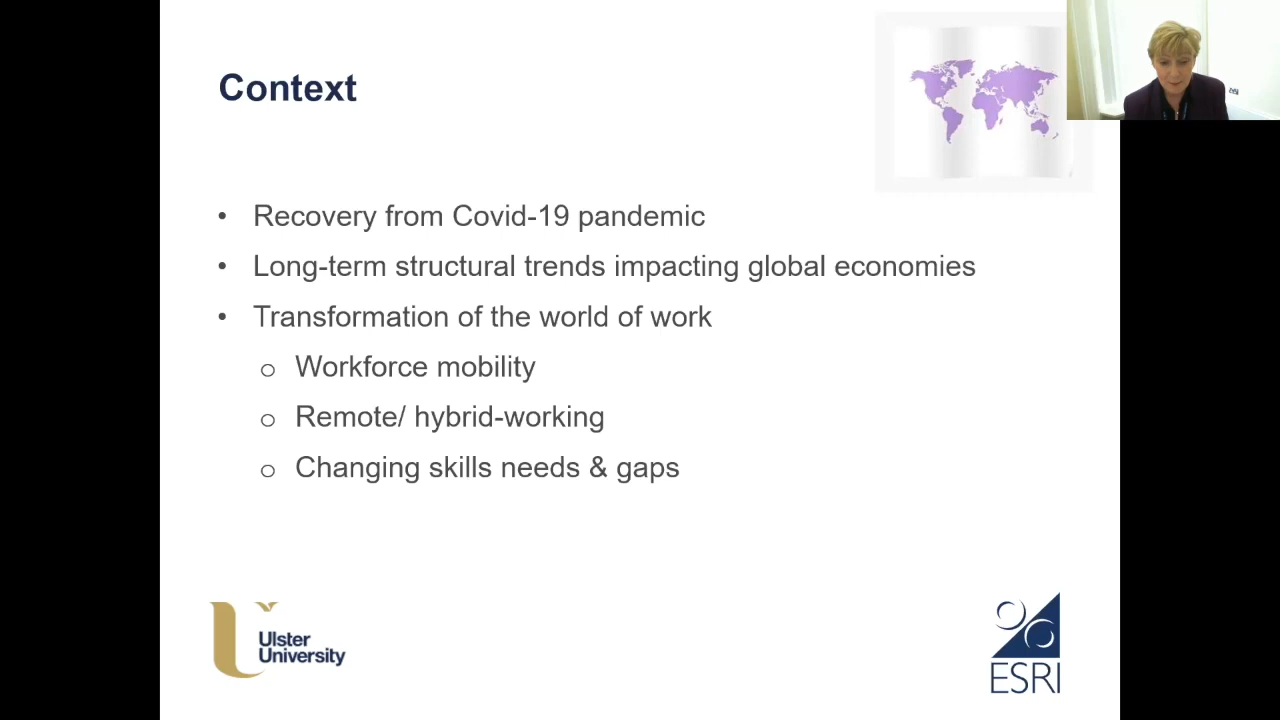 Context
• Recovery from Covid-19 pandemic
• Long-term structural trends impacting global economies
• Transformation of the world of work
o Workforce mobility
o Remote/ hybrid-working
o Changing skills needs & gaps
Ulster
University
ESRI